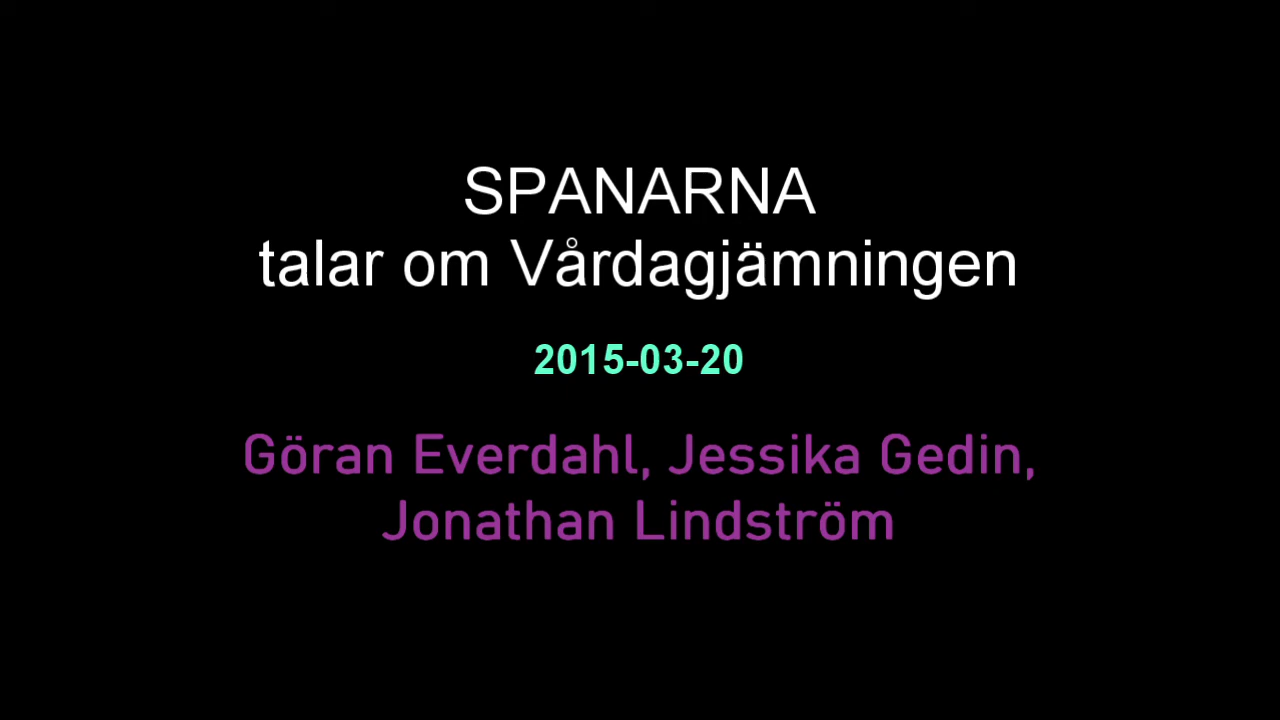 SPANARNA
talar om Vårdagjämningen
2015-03-20
Göran Everdahl, Jessika Gedin,
Jonathan Lindström